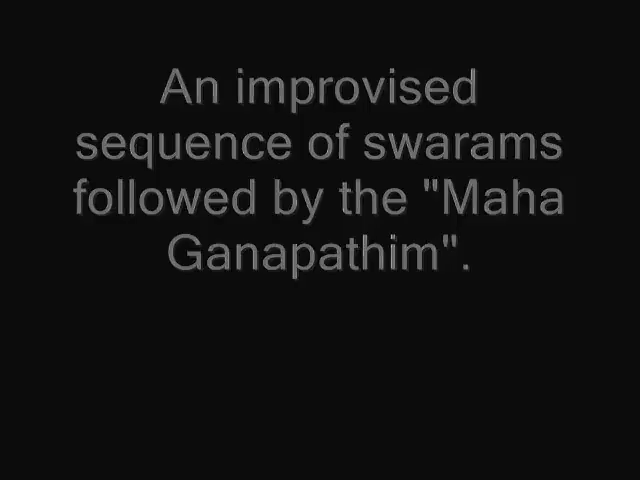 An improvised
sequence of swarams
followed by the "Maha
Ganapathim".